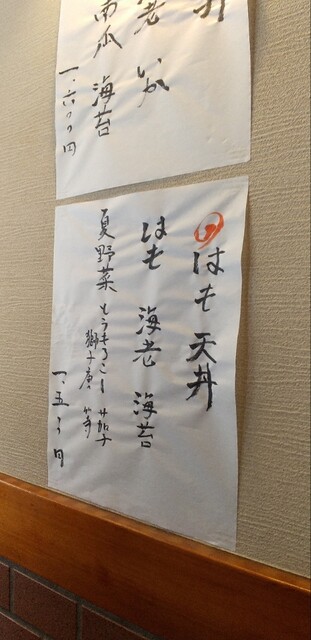 丼
老 いか
南瓜 海苔
一、六〇〇円
はも天丼
はも 海老 海苔
夏野菜 とうもろこし 茄子
獅子唐 等
一、五〇〇円